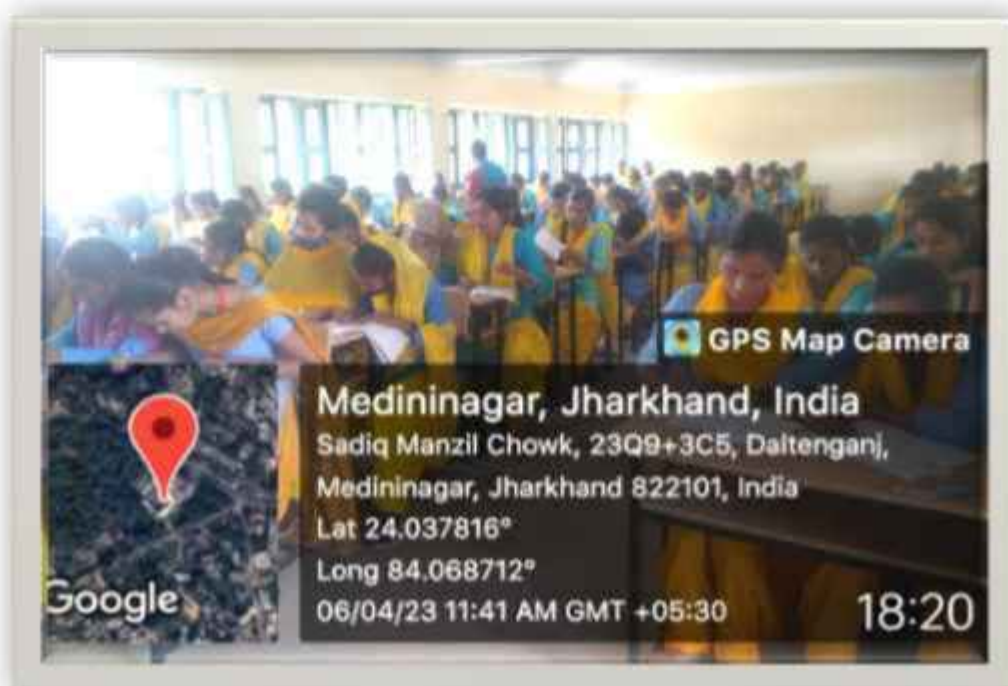 GPS Map Camera
Medininagar, Jharkhand, India
Sadiq Manzil Chowk, 23Q9+3C5, Daltenganj,
Medininagar, Jharkhand 822101, India
Lat 24.037816°
Long 84.068712°
06/04/23 11:41 AM GMT +05:30
18:20
Google